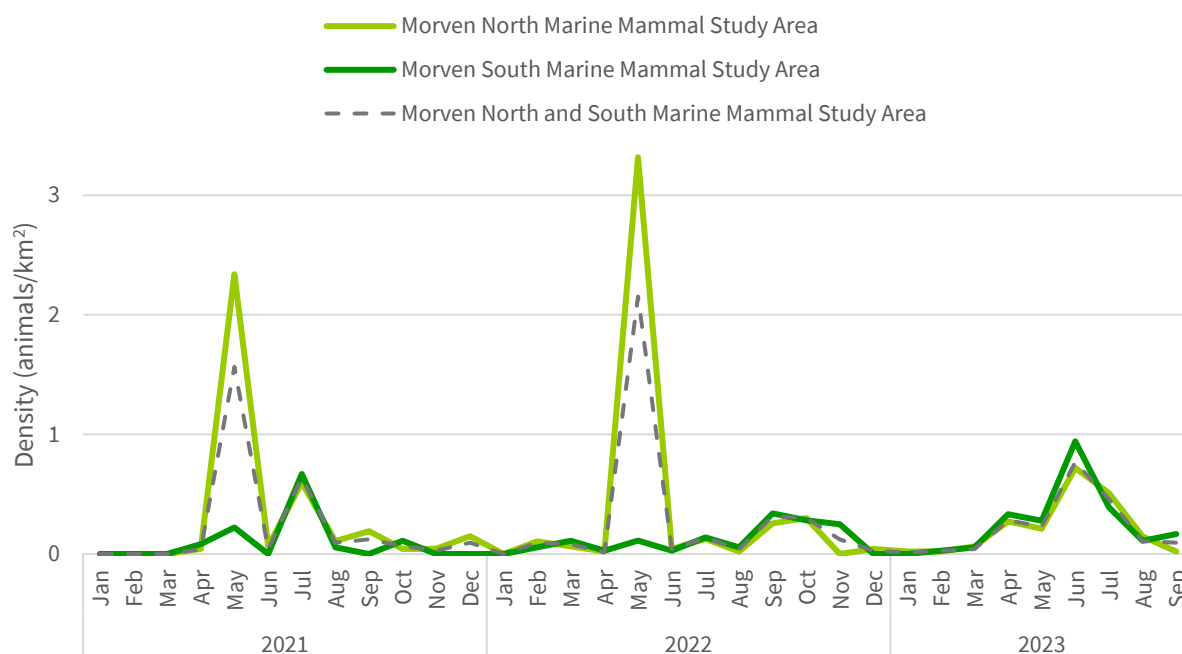 Morven North Marine Mammal Study Area
Morven South Marine Mammal Study Area
Morven North and South Marine Mammal Study Area
Density (animals/km²)
3
2
1
0
Jan Feb Mar Apr May Jun Jul Aug Sep Oct Nov Dec Jan Feb Mar Apr May Jun Jul Aug Sep Oct Nov Dec Jan Feb Mar Apr May Jun Jul Aug Sep
2021 2022 2023